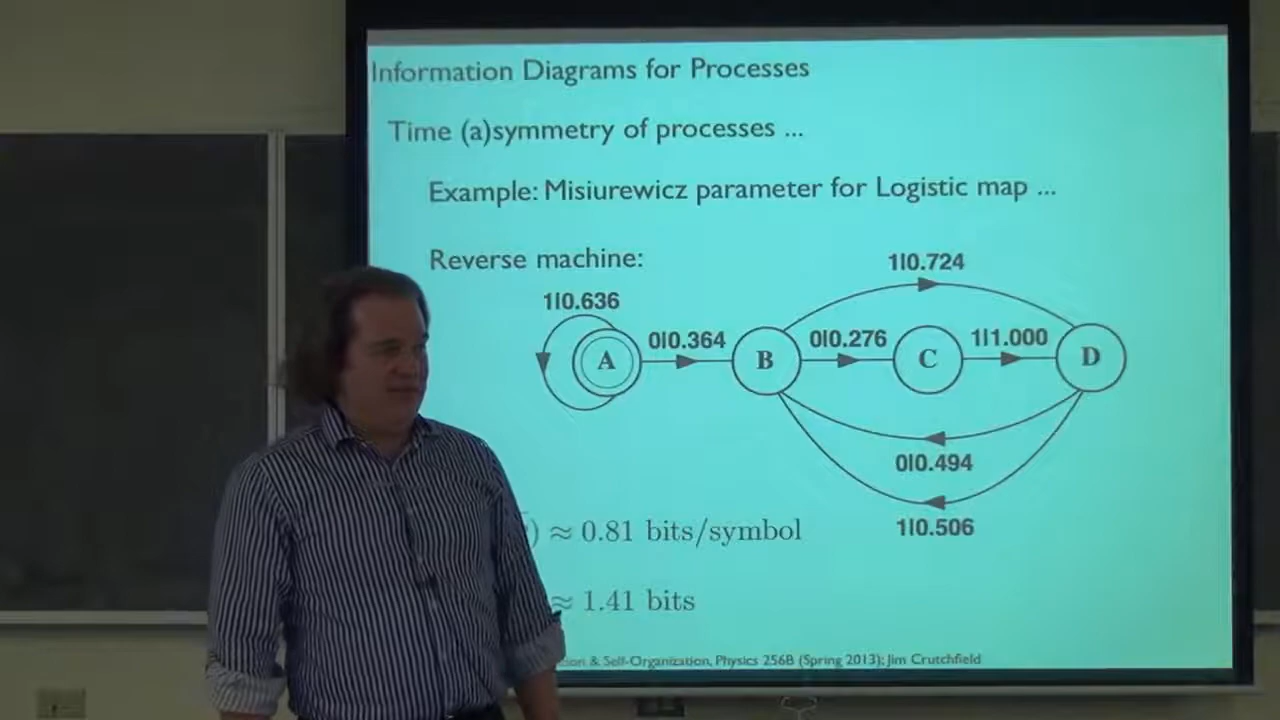 Information Diagrams for Processes
Time (a)symmetry of processes ...
Example: Misiurewicz parameter for Logistic map ...
Reverse machine:
1|0.724
1|0.636
0|0.364
0|0.276
1|1.000
A
B
C
D
0|0.494
1|0.506
) ≈ 0.81 bits/symbol
≈ 1.41 bits
& Self-Organization, Physics 256B (Spring 2013); Jim Crutchfield